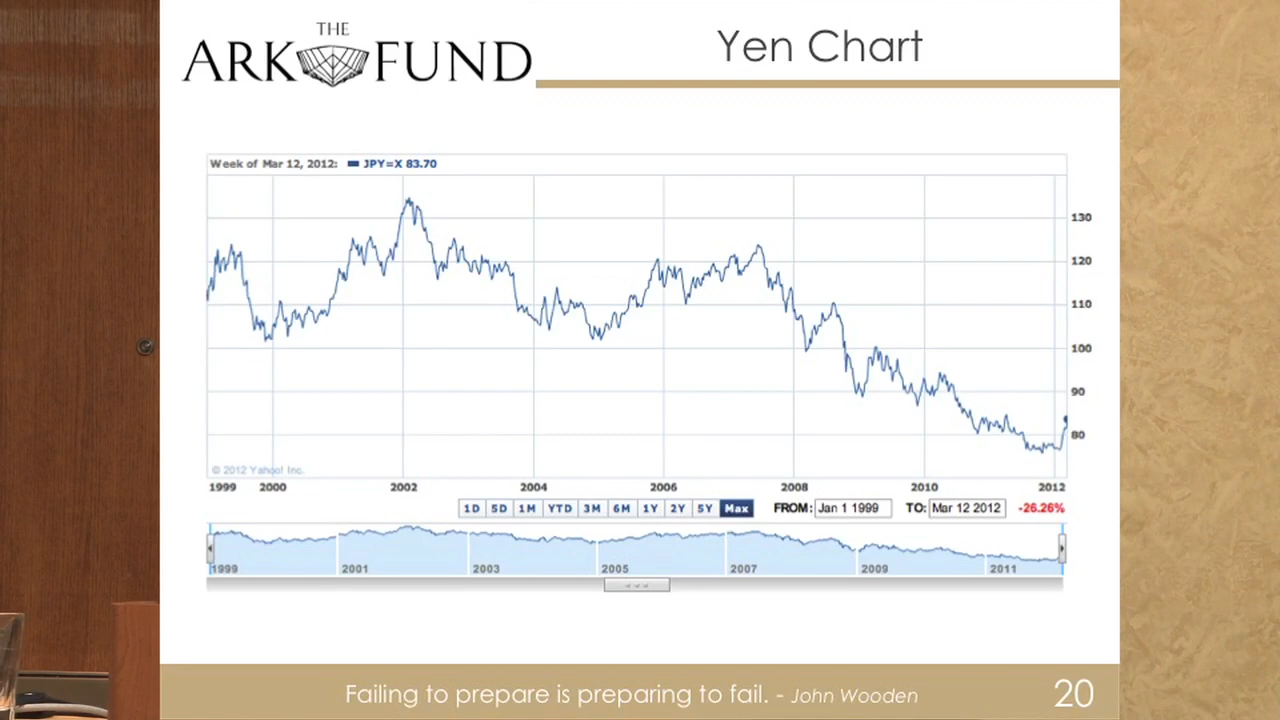 THE
ARK FUND
Yen Chart
Week of Mar 12, 2012: JPY=X 83.70
130
120
110
100
90
80
© 2012 Yahoo! Inc.
1999 2000 2002 2004 2006 2008 2010 2012
1D 5D 1M YTD 3M 6M 1Y 2Y 5Y Max FROM: Jan 1 1999 TO: Mar 12 2012 -26.26%
1999 2001 2003 2005 2007 2009 2011
Failing to prepare is preparing to fail. - John Wooden
20